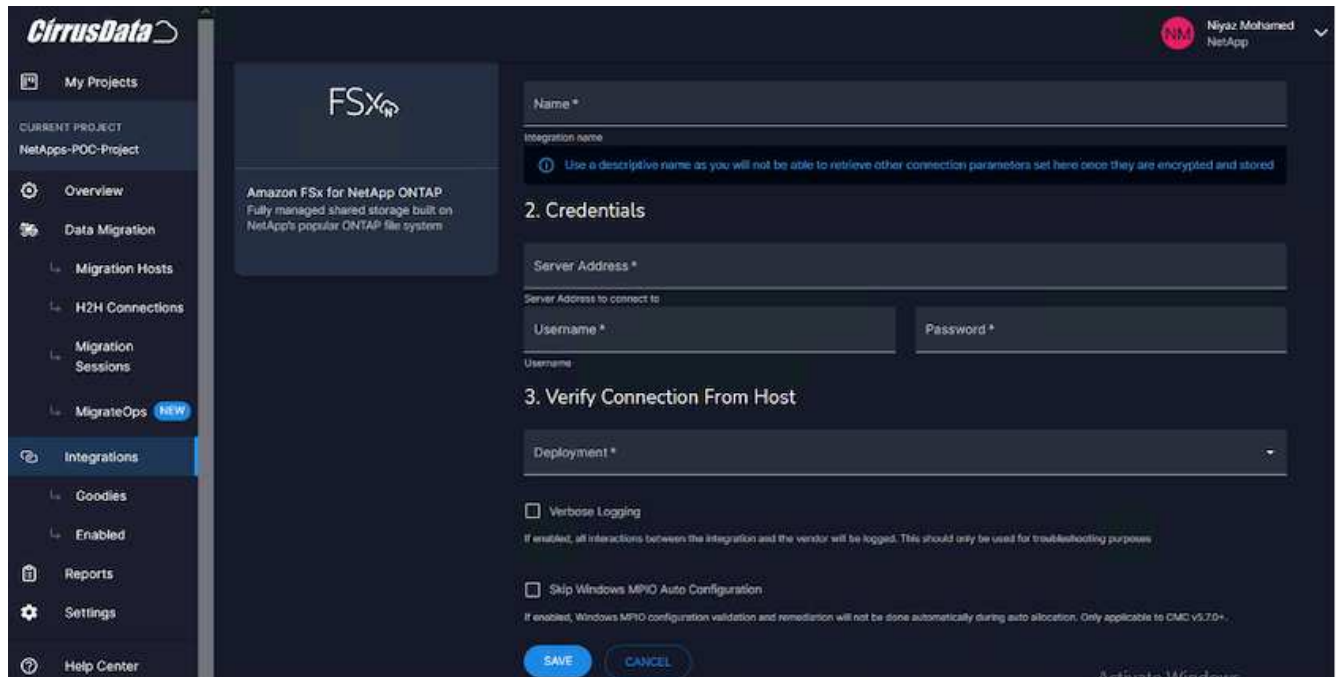 CirrusData
Niyaz Mohamed
NetApp
NM
My Projects
CURRENT PROJECT
NetApps-POC-Project
Overview
Data Migration
Migration Hosts
H2H Connections
Migration
Sessions
MigrateOps NEW
Integrations
Goodies
Enabled
Reports
Settings
Help Center
FSxN
Amazon FSx for NetApp ONTAP
Fully managed shared storage built on
NetApp's popular ONTAP file system
Name *
Integration name
Use a descriptive name as you will not be able to retrieve other connection parameters set here once they are encrypted and stored
2. Credentials
Server Address *
Server Address to connect to
Username *
Password *
Username
3. Verify Connection From Host
Deployment *
Verbose Logging
If enabled, all interactions between the integration and the vendor will be logged. This should only be used for troubleshooting purposes
Skip Windows MPIO Auto Configuration
If enabled, Windows MPIO configuration validation and remediation will not be done automatically during auto allocation. Only applicable to CMC v5.7.0+.
SAVE
CANCEL
Activate Windows